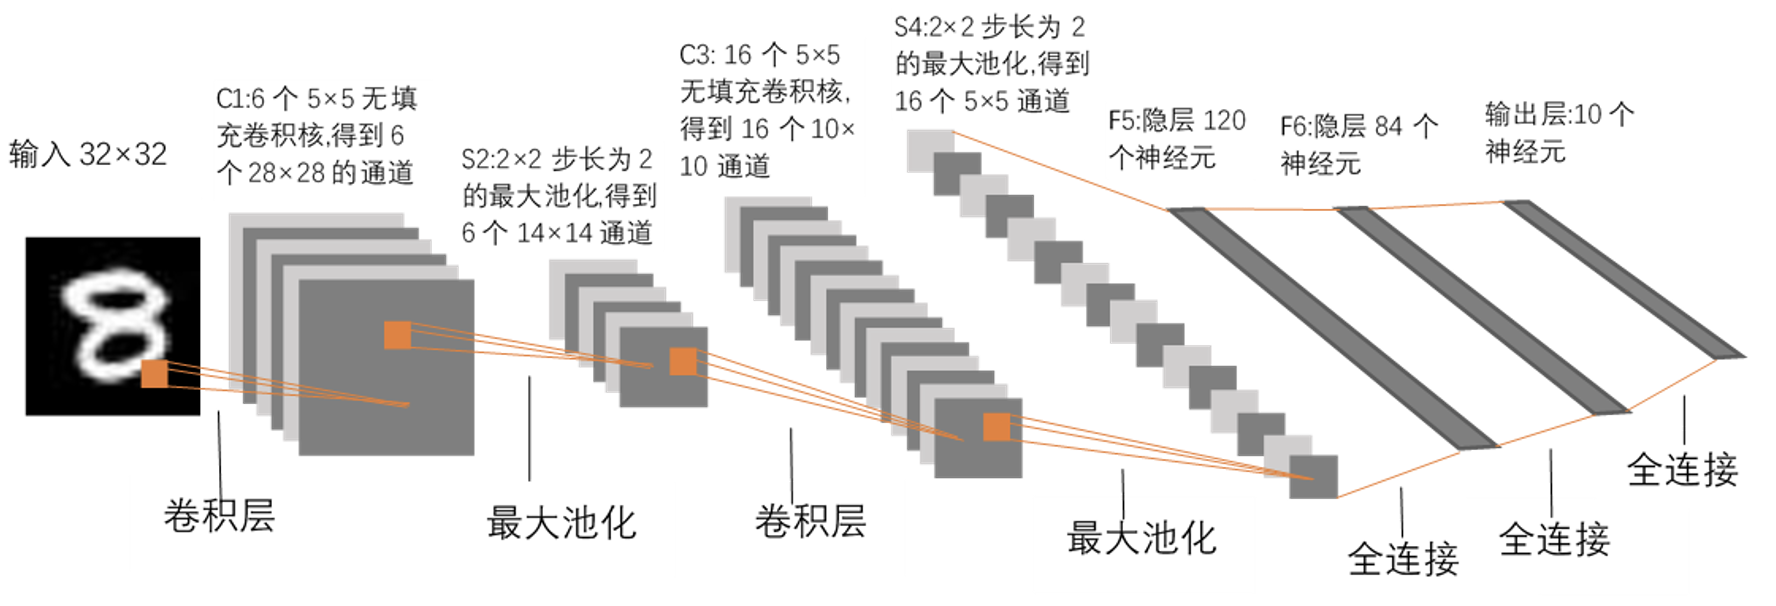 输入 32×32
C1:6 个 5×5 无填
充卷积核,得到 6
个 28×28 的通道
S2:2×2 步长为 2
的最大池化,得到
6 个 14×14 通道
C3: 16 个 5×5
无填充卷积核,
得到 16 个 10×
10 通道
S4:2×2 步长为 2
的最大池化,得到
16 个 5×5 通道
F5:隐层 120
个神经元
F6:隐层 84 个
神经元
输出层:10 个
神经元
卷积层
最大池化
卷积层
最大池化
全连接
全连接
全连接